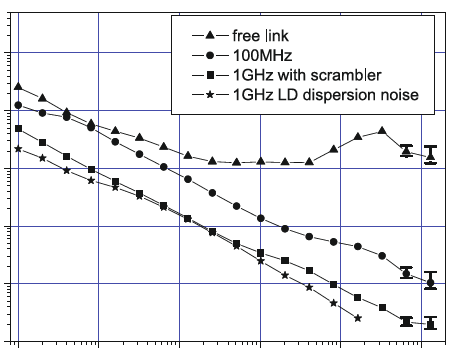 free link
100MHz
1GHz with scrambler
1GHz LD dispersion noise